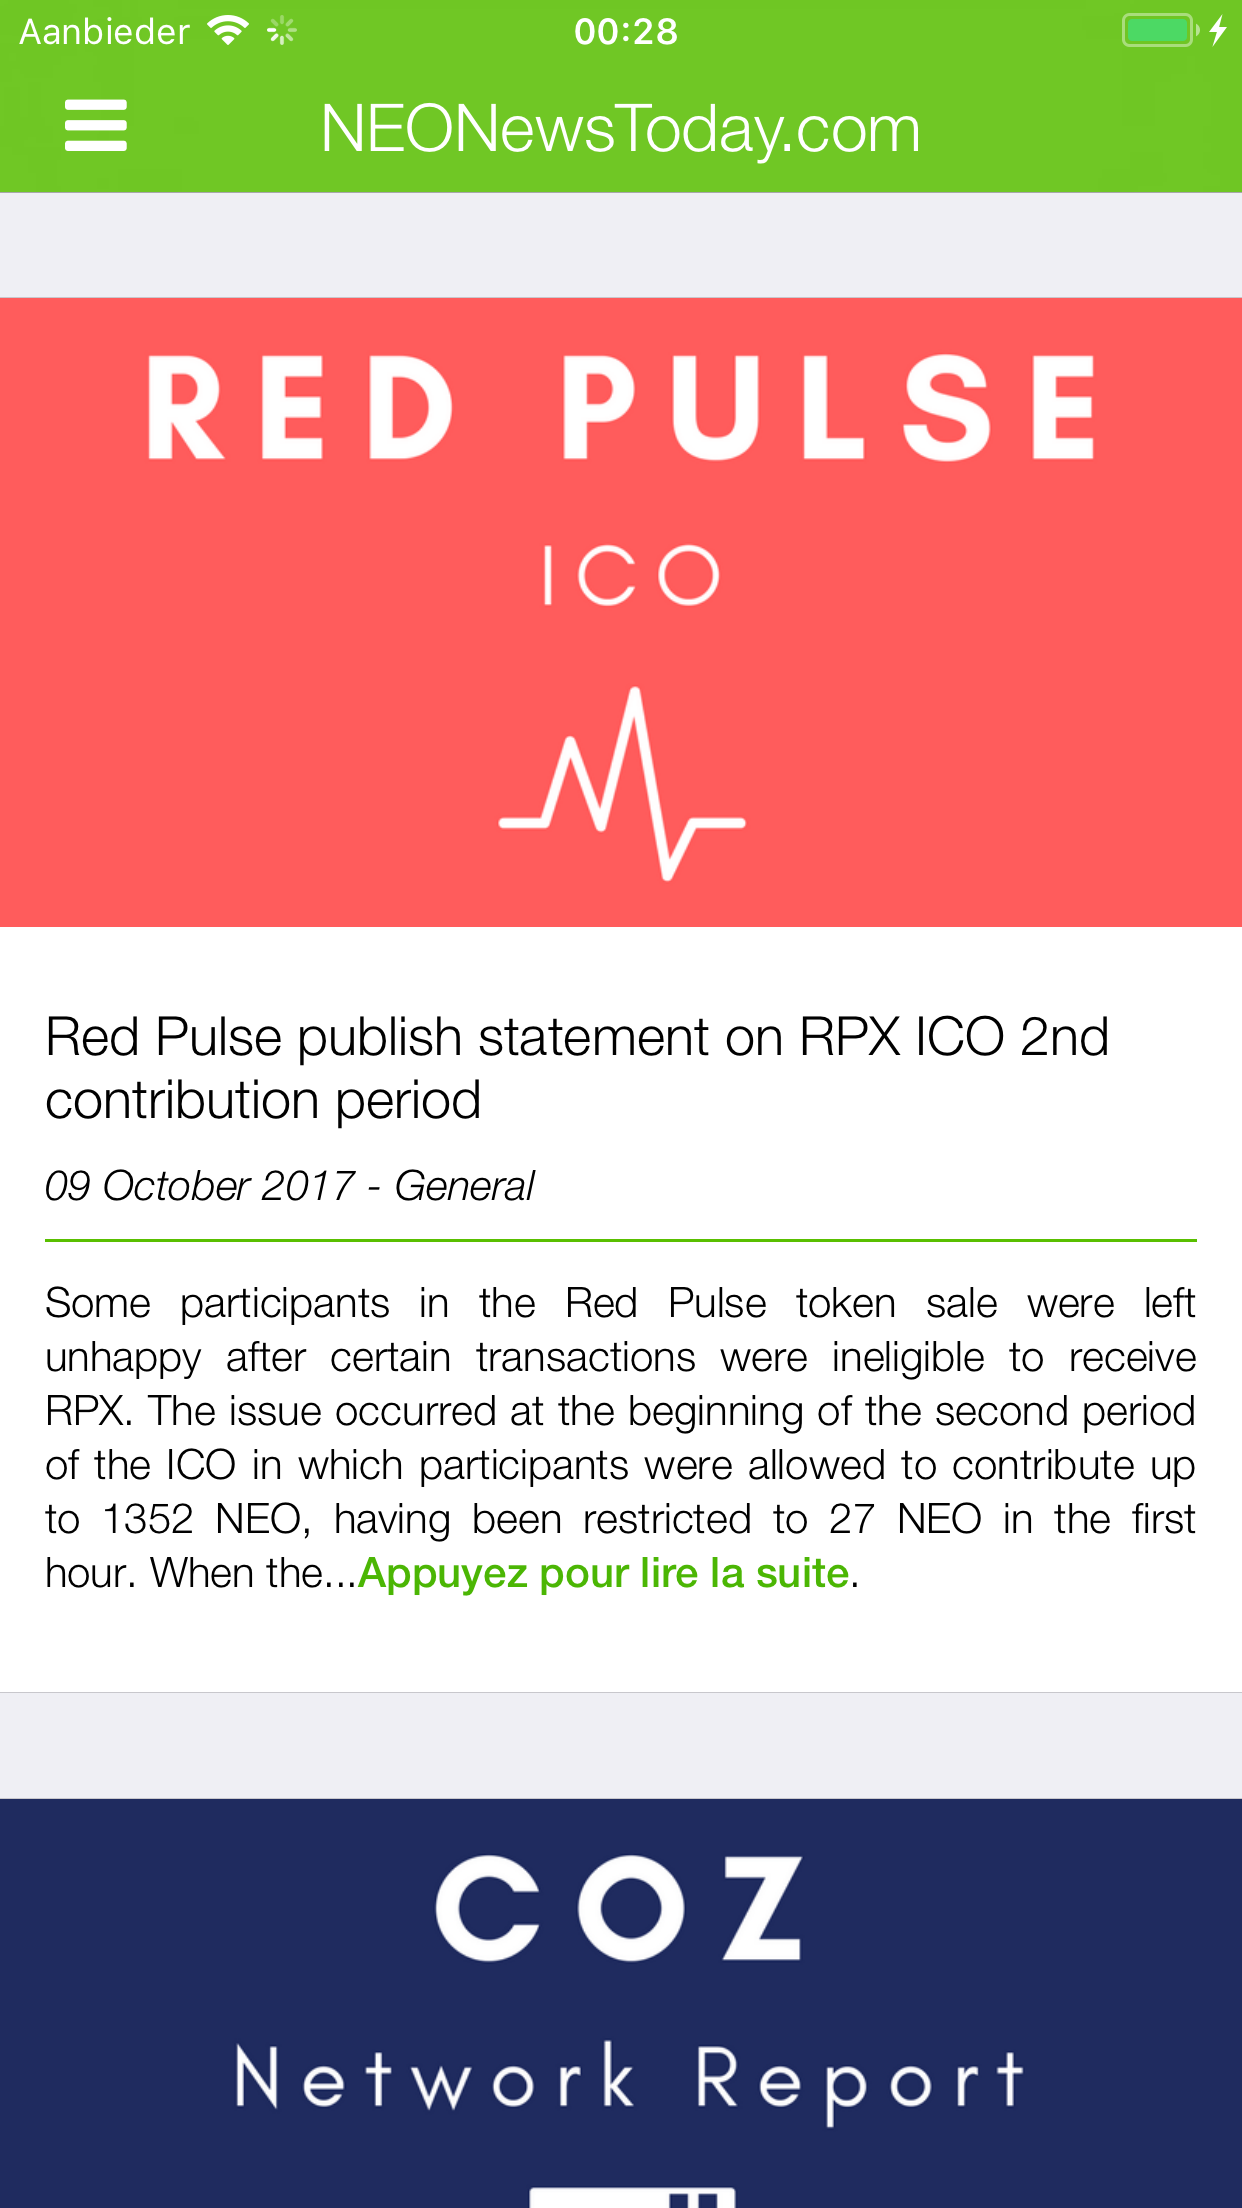 Aanbieder
00:28
NEONewsToday.com
RED PULSE
ICO
Red Pulse publish statement on RPX ICO 2nd
contribution period
09 October 2017 - General
Some participants in the Red Pulse token sale were left
unhappy after certain transactions were ineligible to receive
RPX. The issue occurred at the beginning of the second period
of the ICO in which participants were allowed to contribute up
to 1352 NEO, having been restricted to 27 NEO in the first
hour. When the...Appuyez pour lire la suite.
COZ
Network Report